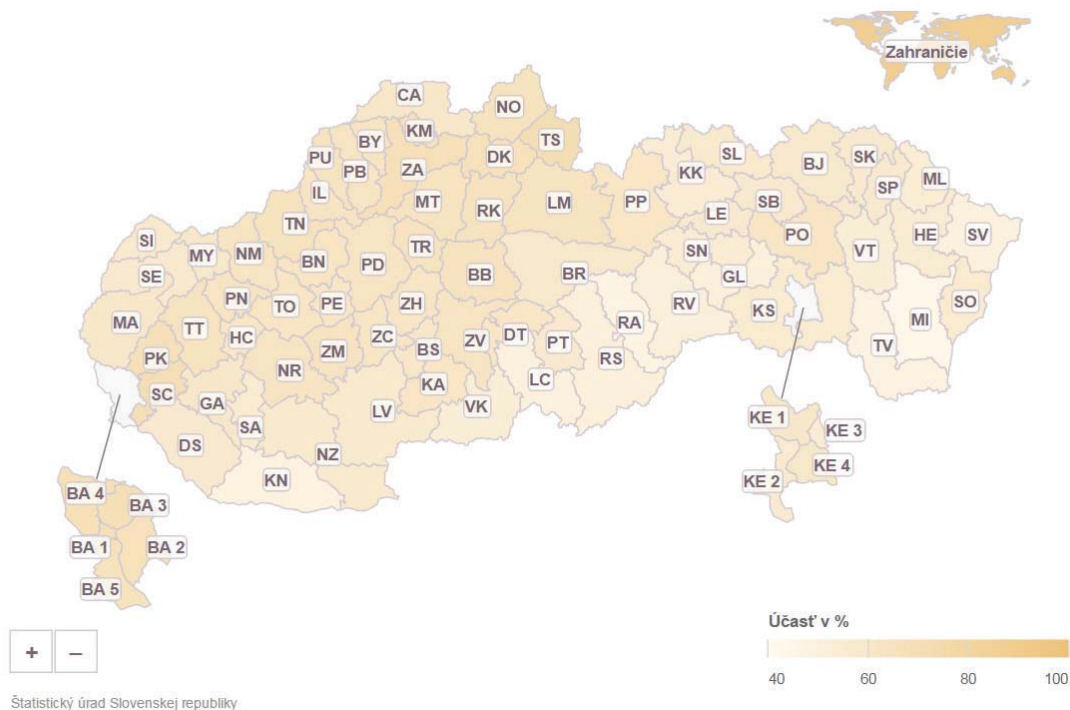 Zahraničie
CA
NO
KM
BY
TS
PU
PB
ZA
DK
SL
BJ
SK
KK
ML
SP
IL
MT
RK
LM
PP
SB
LE
TN
TR
PO
HE
SV
SI
MY
NM
BN
PD
BB
BR
SN
GL
VT
SE
PN
TO
PE
ZH
RV
KS
SO
MA
TT
HC
ZM
ZC
BS
ZV
DT
PT
RA
MI
TV
PK
NR
RS
SC
GA
KA
LC
SA
LV
VK
KE 1
KE 3
DS
NZ
KE 4
KN
KE 2
BA 4
BA 3
BA 1
BA 2
BA 5
Účasť v %
+ –
40 60 80 100
Štatistický úrad Slovenskej republiky